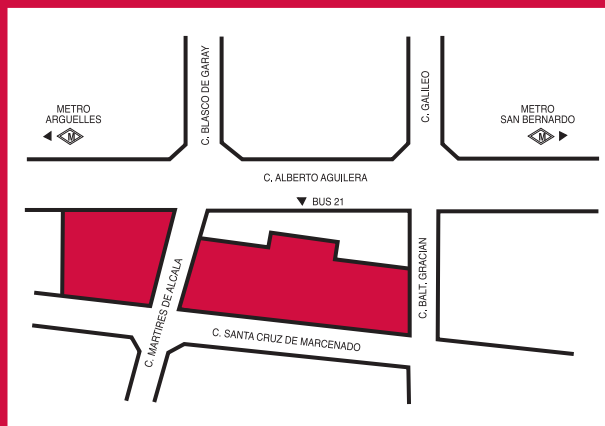 METRO
ARGUELLES
M
C. BLASCO DE GARAY
C. GALILEO
METRO
SAN BERNARDO
M
C. ALBERTO AGUILERA
BUS 21
C. MARTIRES DE ALCALA
C. BALT. GRACIAN
C. SANTA CRUZ DE MARCENADO